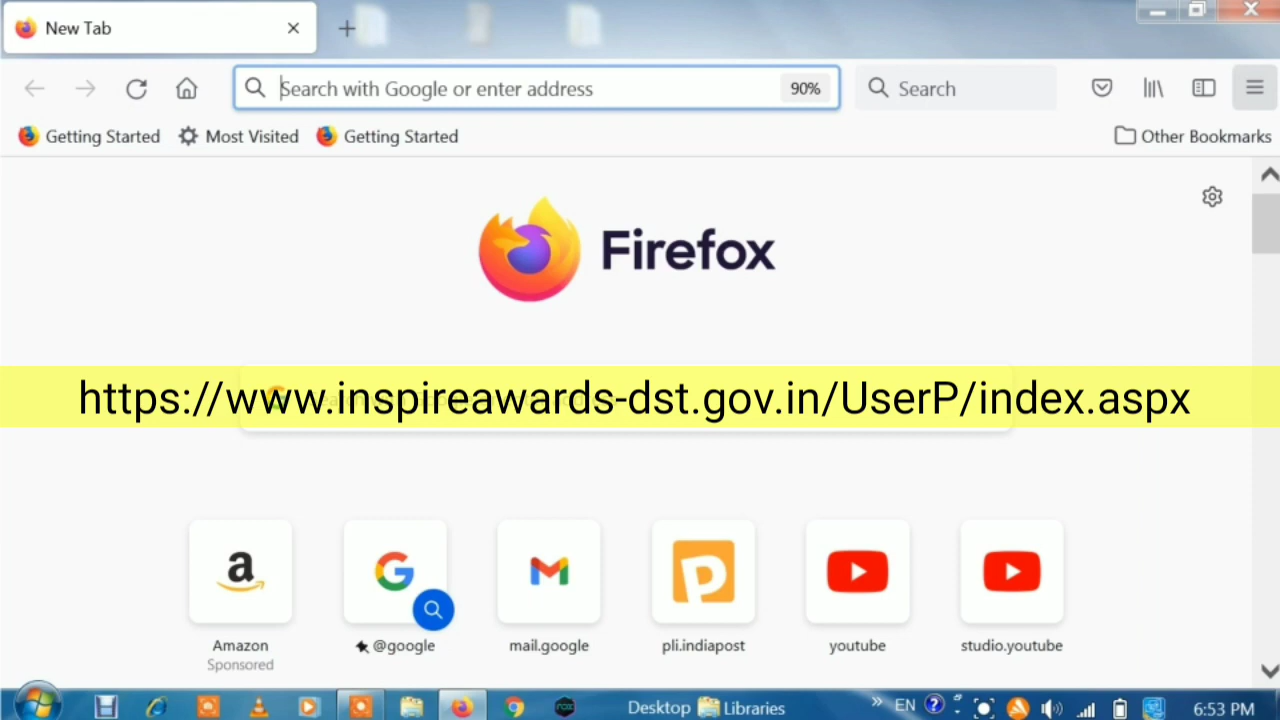 New Tab
Search with Google or enter address
90%
Search
Getting Started
Most Visited
Getting Started
Other Bookmarks
Firefox
https://www.inspireawards-dst.gov.in/UserP/index.aspx
a
Amazon
Sponsored
@google
mail.google
pli.indiapost
youtube
studio.youtube
Desktop
Libraries
EN
6:53 PM